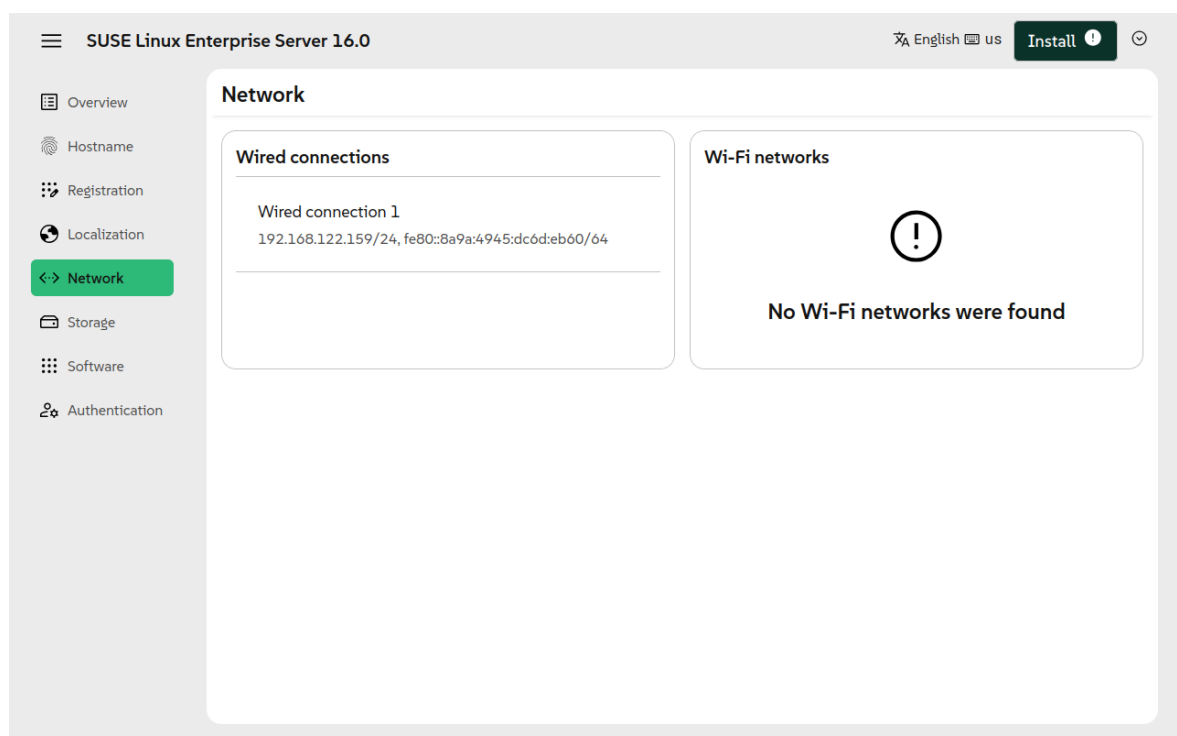 SUSE Linux Enterprise Server 16.0
English us
Install
Overview
Hostname
Registration
Localization
Network
Storage
Software
Authentication
Network
Wired connections
Wired connection 1
192.168.122.159/24, fe80::8a9a:4945:dc6d:eb60/64
Wi-Fi networks
No Wi-Fi networks were found